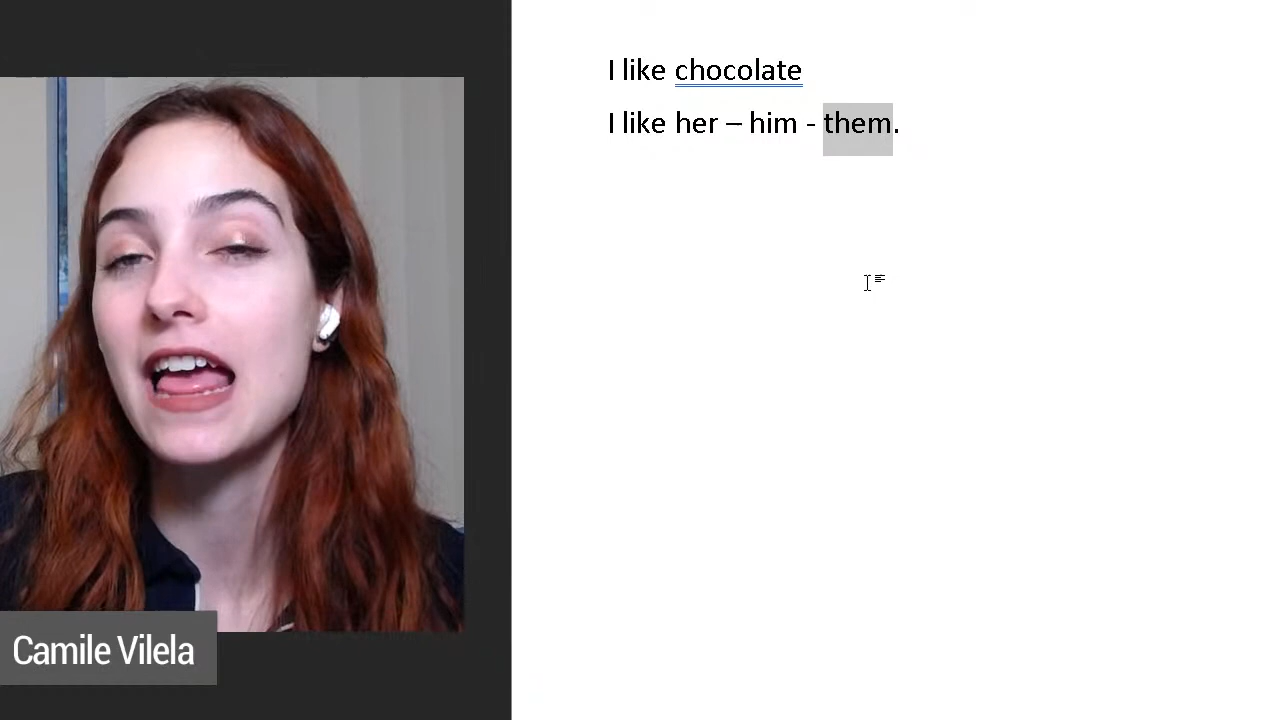 I like chocolate
I like her – him - them.
Camile Vilela